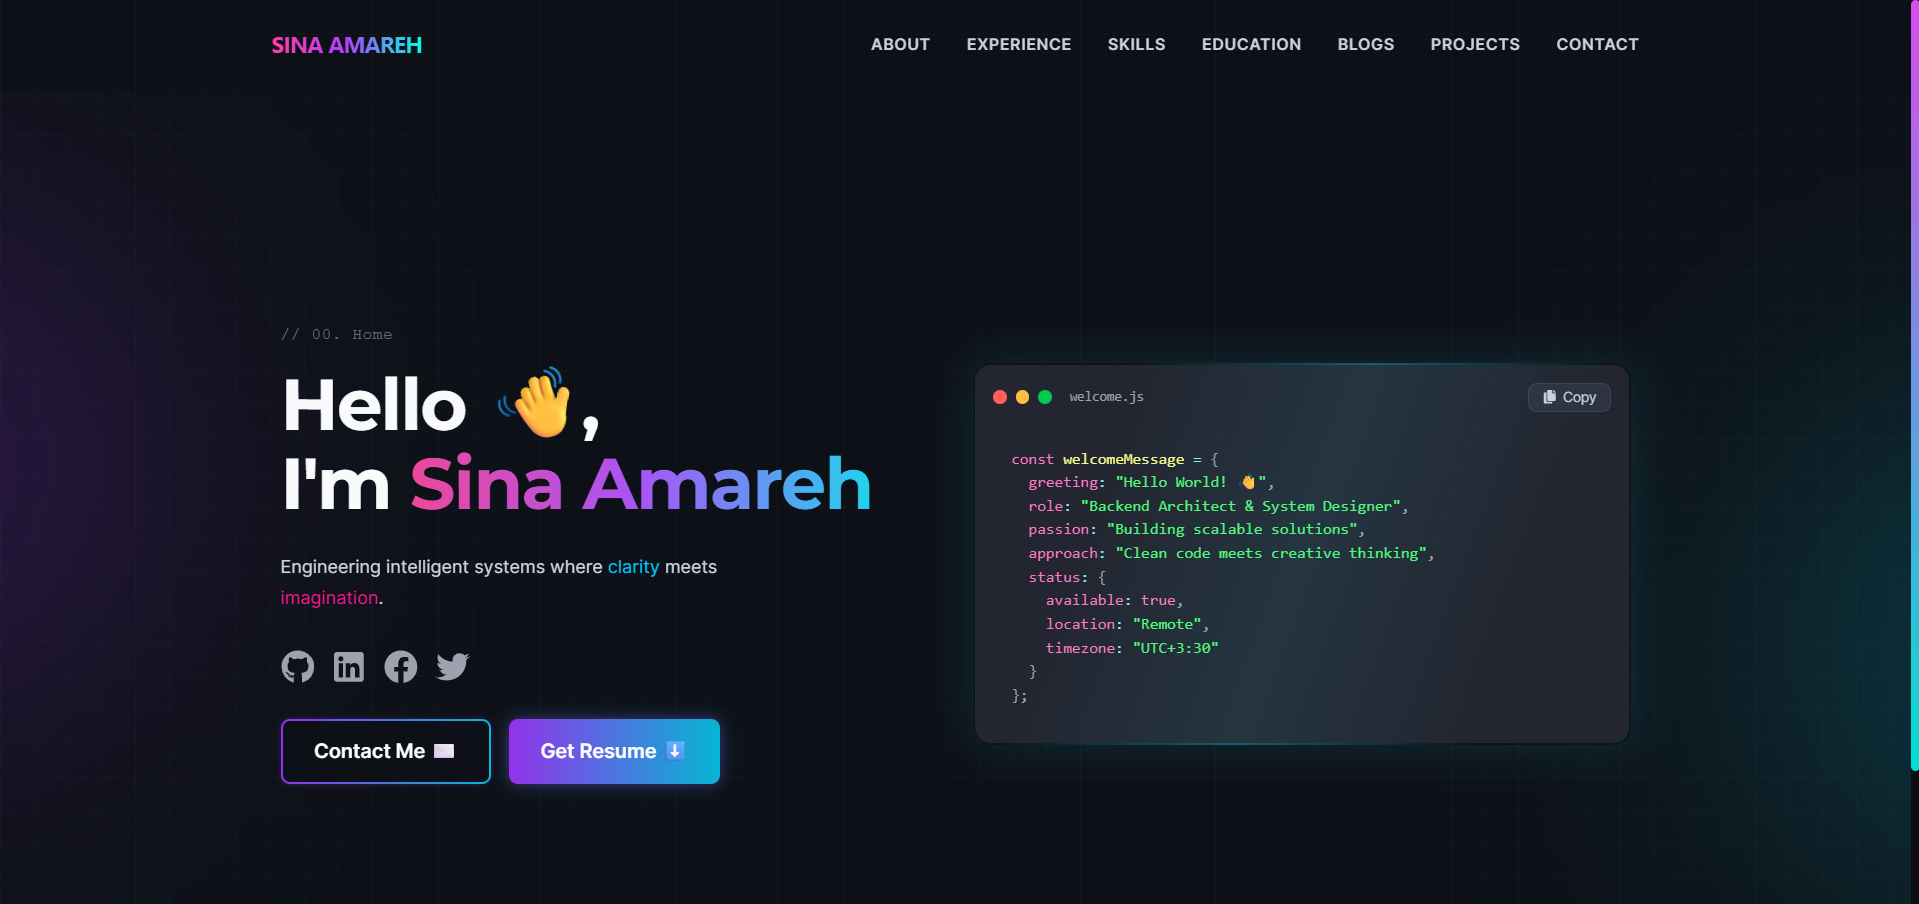 SINA AMAREH
ABOUT EXPERIENCE SKILLS EDUCATION BLOGS PROJECTS CONTACT
// 00. Home
Hello 👋,
I'm Sina Amareh
Engineering intelligent systems where clarity meets
imagination.
Contact Me ✉️
Get Resume ⬇️
welcome.js
Copy
const welcomeMessage = {
  greeting: "Hello World! 👋",
  role: "Backend Architect & System Designer",
  passion: "Building scalable solutions",
  approach: "Clean code meets creative thinking",
  status: {
    available: true,
    location: "Remote",
    timezone: "UTC+3:30"
  }
};